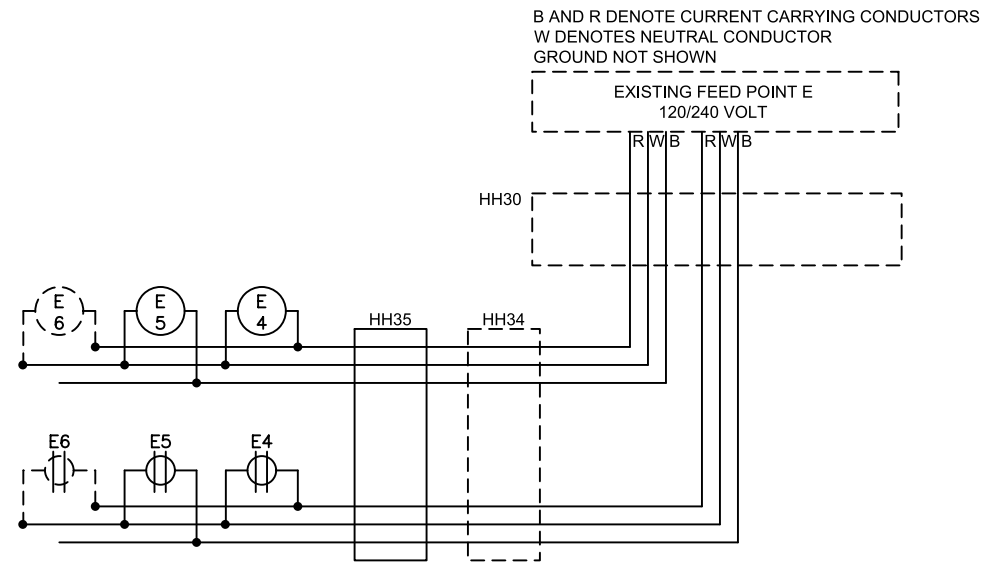 B AND R DENOTE CURRENT CARRYING CONDUCTORS
W DENOTES NEUTRAL CONDUCTOR
GROUND NOT SHOWN
EXISTING FEED POINT E
120/240 VOLT
R W B R W B
HH30
E
6
E
5
E
4
HH35
HH34
E6
E5
E4